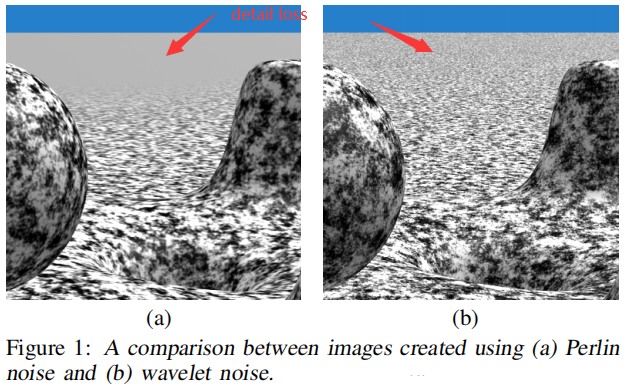 detail loss
(a)
(b)
Figure 1: A comparison between images created using (a) Perlin
noise and (b) wavelet noise.